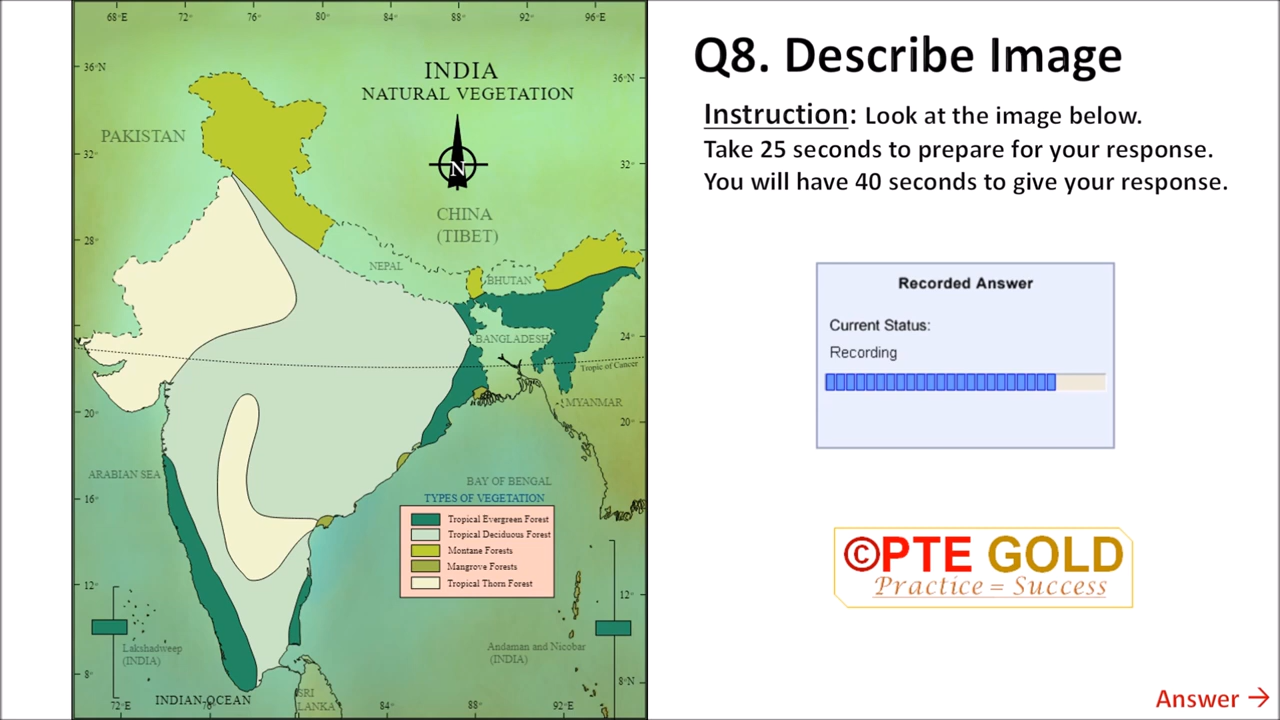 68°E 72° 76° 80° 84° 88° 92° 96°E
36°N
INDIA
NATURAL VEGETATION
36°N
PAKISTAN
32°
N
32°
CHINA
(TIBET)
28°
NEPAL
BHUTAN
BANGLADESH
24°
Tropic of Cancer
20°
MYANMAR
20°
ARABIAN SEA
BAY OF BENGAL
16°
TYPES OF VEGETATION
Tropical Evergreen Forest
Tropical Deciduous Forest
Montane Forests
Mangrove Forests
Tropical Thorn Forest
12°
12°
Lakshadweep
(INDIA)
Andaman and Nicobar
(INDIA)
8°
8°N
INDIAN OCEAN
SRI
LANKA
72°E 76° 84° 88° 92°E
Q8. Describe Image
Instruction: Look at the image below.
Take 25 seconds to prepare for your response.
You will have 40 seconds to give your response.
Recorded Answer
Current Status:
Recording
©PTE GOLD
Practice = Success
Answer →